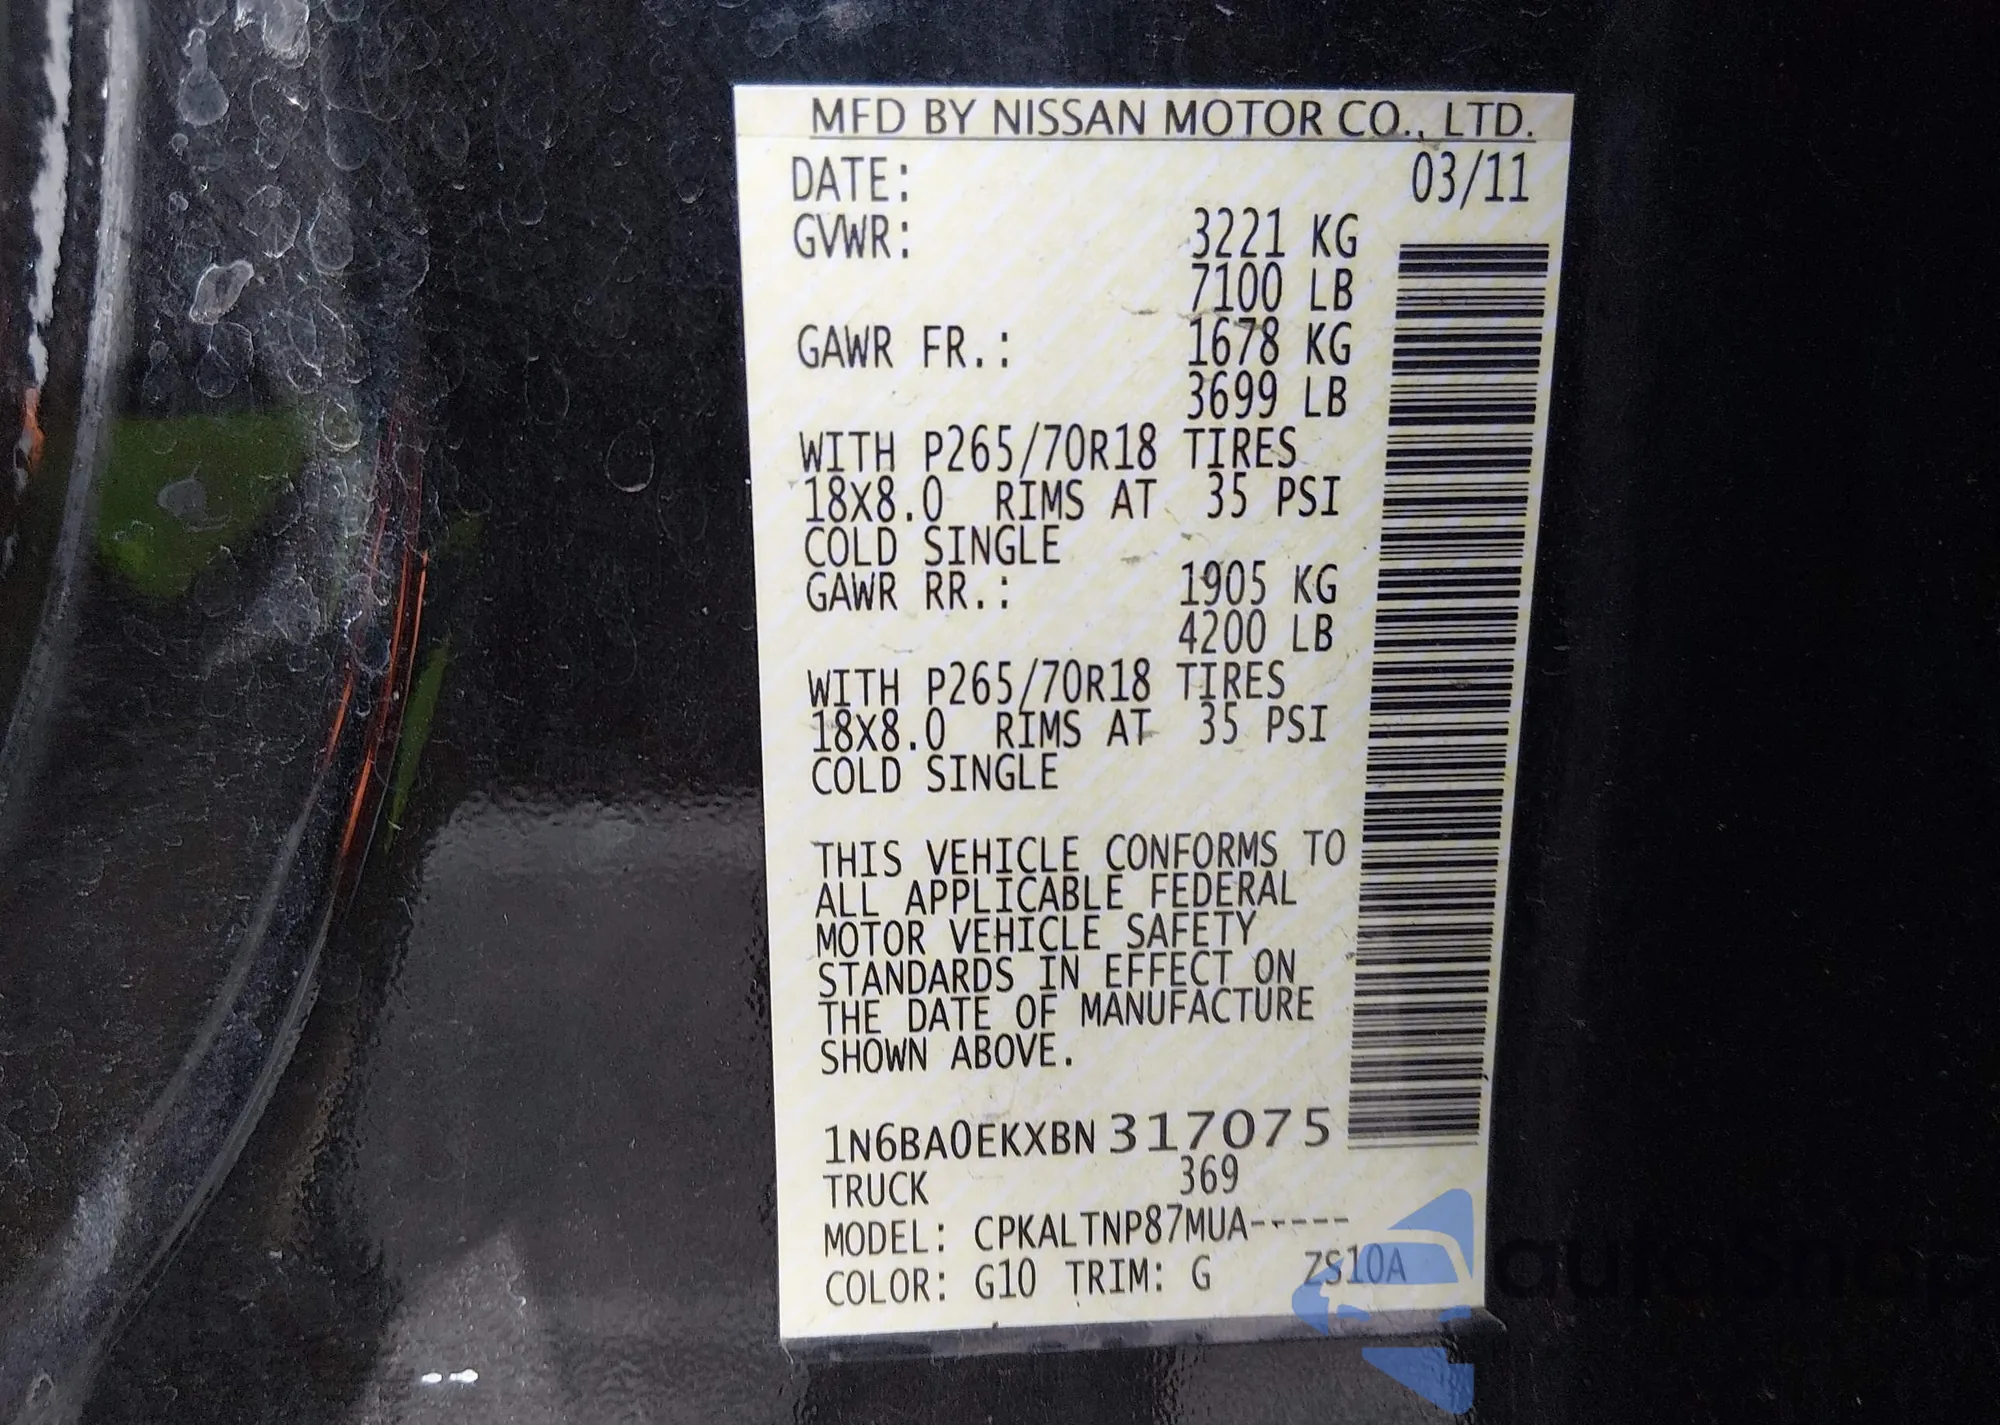 MFD BY NISSAN MOTOR CO., LTD.
DATE: 03/11
GVWR: 3221 KG
7100 LB
GAWR FR.: 1678 KG
3699 LB
WITH P265/70R18 TIRES
18X8.0 RIMS AT 35 PSI
COLD SINGLE
GAWR RR.: 1905 KG
4200 LB
WITH P265/70R18 TIRES
18X8.0 RIMS AT 35 PSI
COLD SINGLE
THIS VEHICLE CONFORMS TO
ALL APPLICABLE FEDERAL
MOTOR VEHICLE SAFETY
STANDARDS IN EFFECT ON
THE DATE OF MANUFACTURE
SHOWN ABOVE.
1N6BA0EKXBN317075
TRUCK 369
MODEL: CPKALTNP87MUA-----
COLOR: G10 TRIM: G ZS10A